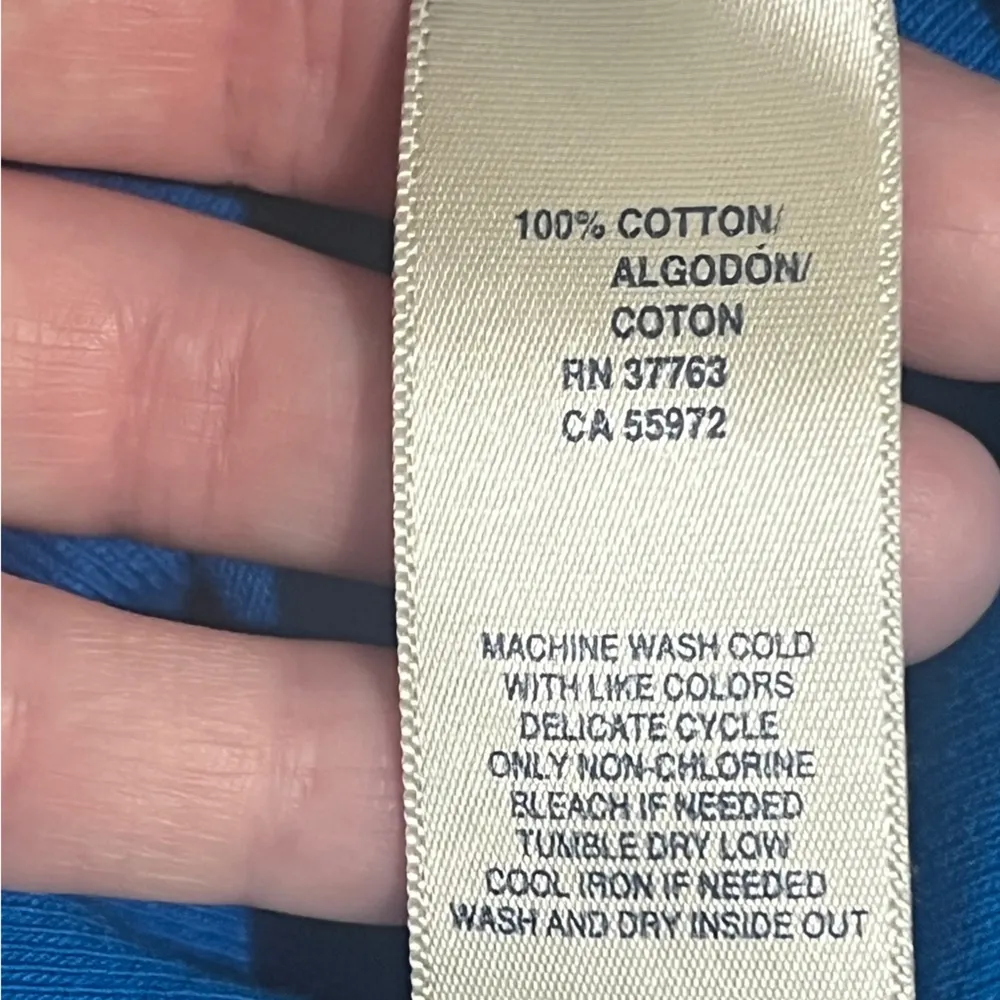 100% COTTON/
ALGODÓN/
COTON
RN 37763
CA 55972
MACHINE WASH COLD
WITH LIKE COLORS
DELICATE CYCLE
ONLY NON-CHLORINE
BLEACH IF NEEDED
TUMBLE DRY LOW
COOL IRON IF NEEDED
WASH AND DRY INSIDE OUT